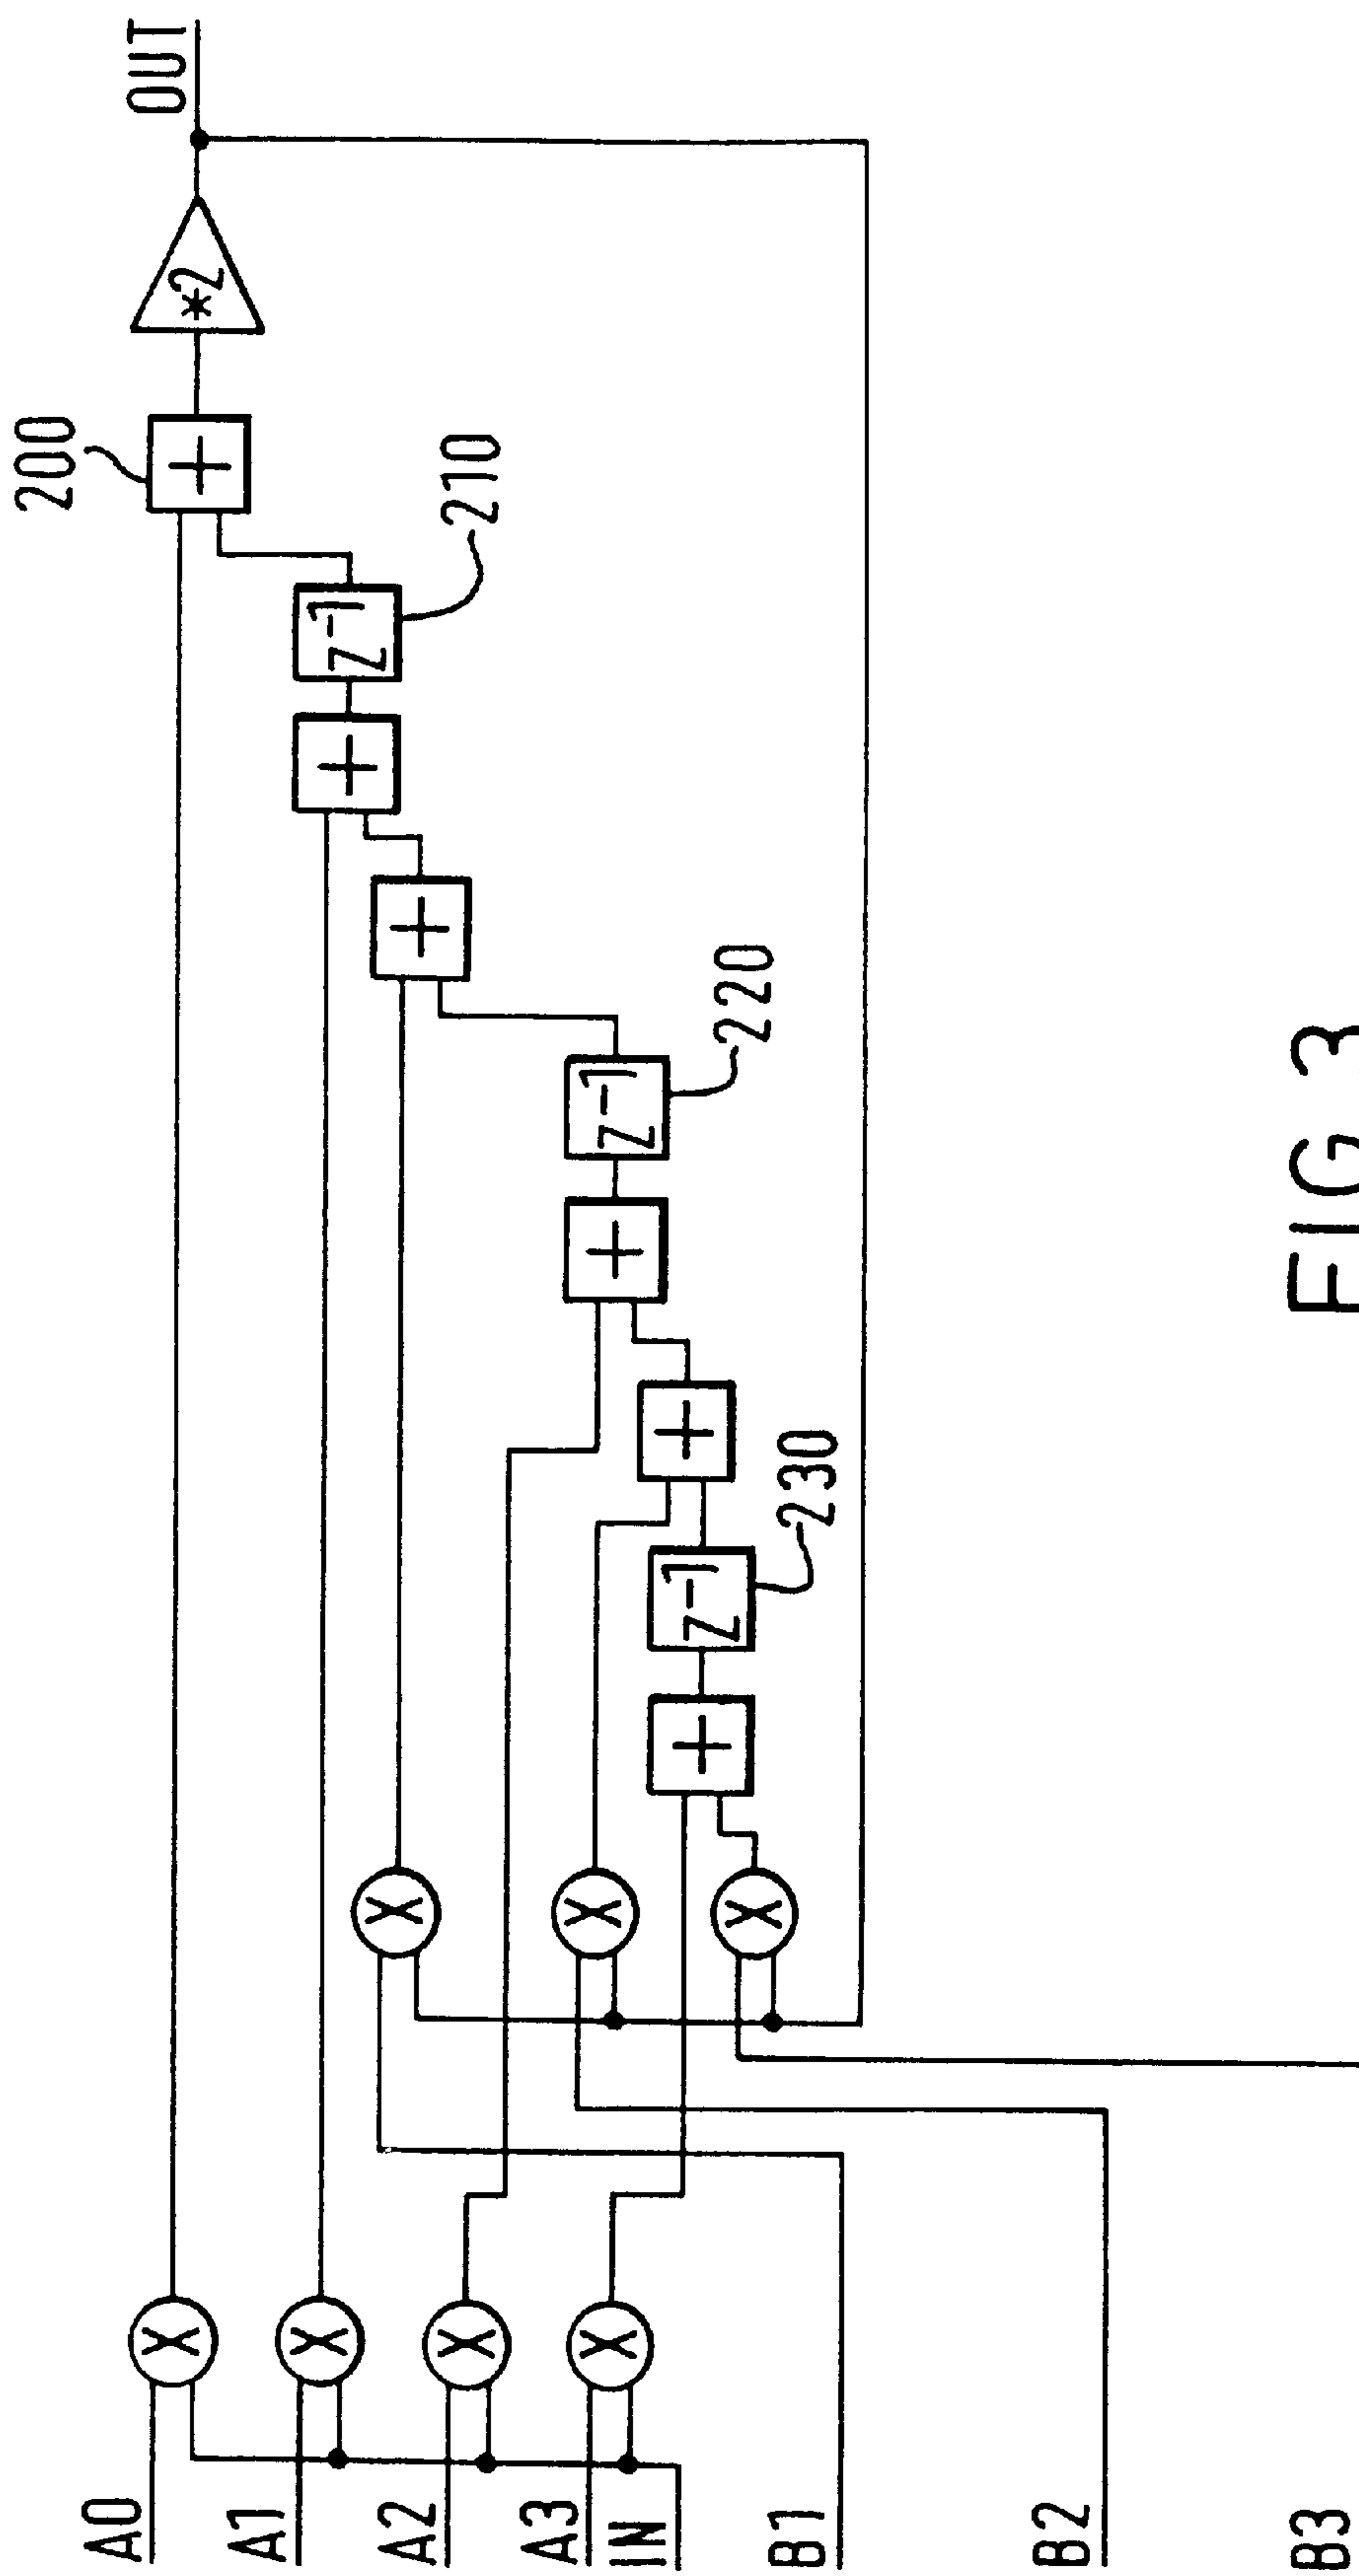 A0
A1
A2
A3
IN
B1
B2
B3
X
X
X
X
X
X
X
+
z-1
230
+
+
z-1
220
+
+
z-1
210
+
200
*2
OUT
FIG 3